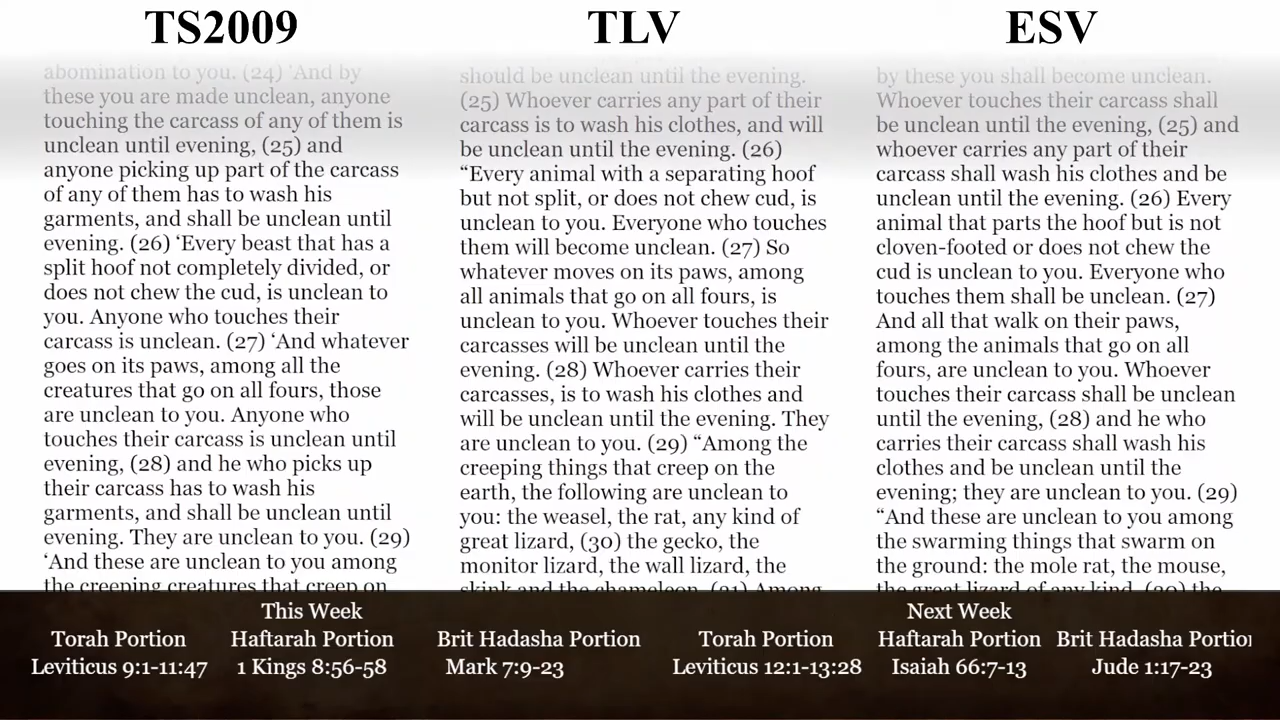 TS2009
abomination to you. (24) ‘And by
these you are made unclean, anyone
touching the carcass of any of them is
unclean until evening, (25) and
anyone picking up part of the carcass
of any of them has to wash his
garments, and shall be unclean until
evening. (26) ‘Every beast that has a
split hoof not completely divided, or
does not chew the cud, is unclean to
you. Anyone who touches their
carcass is unclean. (27) ‘And whatever
goes on its paws, among all the
creatures that go on all fours, those
are unclean to you. Anyone who
touches their carcass is unclean until
evening, (28) and he who picks up
their carcass has to wash his
garments, and shall be unclean until
evening. They are unclean to you. (29)
‘And these are unclean to you among
the creeping creatures that creep on
TLV
should be unclean until the evening.
(25) Whoever carries any part of their
carcass is to wash his clothes, and will
be unclean until the evening. (26)
“Every animal with a separating hoof
but not split, or does not chew cud, is
unclean to you. Everyone who touches
them will become unclean. (27) So
whatever moves on its paws, among
all animals that go on all fours, is
unclean to you. Whoever touches their
carcasses will be unclean until the
evening. (28) Whoever carries their
carcasses, is to wash his clothes and
will be unclean until the evening. They
are unclean to you. (29) “Among the
creeping things that creep on the
earth, the following are unclean to
you: the weasel, the rat, any kind of
great lizard, (30) the gecko, the
monitor lizard, the wall lizard, the
skink and the chameleon. (31) Among
ESV
by these you shall become unclean.
Whoever touches their carcass shall
be unclean until the evening, (25) and
whoever carries any part of their
carcass shall wash his clothes and be
unclean until the evening. (26) Every
animal that parts the hoof but is not
cloven-footed or does not chew the
cud is unclean to you. Everyone who
touches them shall be unclean. (27)
And all that walk on their paws,
among the animals that go on all
fours, are unclean to you. Whoever
touches their carcass shall be unclean
until the evening, (28) and he who
carries their carcass shall wash his
clothes and be unclean until the
evening; they are unclean to you. (29)
“And these are unclean to you among
the swarming things that swarm on
the ground: the mole rat, the mouse,
the great lizard of any kind, (30) the
This Week
Torah Portion Haftarah Portion Brit Hadasha Portion
Leviticus 9:1-11:47 1 Kings 8:56-58 Mark 7:9-23
Next Week
Torah Portion Haftarah Portion Brit Hadasha Portion
Leviticus 12:1-13:28 Isaiah 66:7-13 Jude 1:17-23